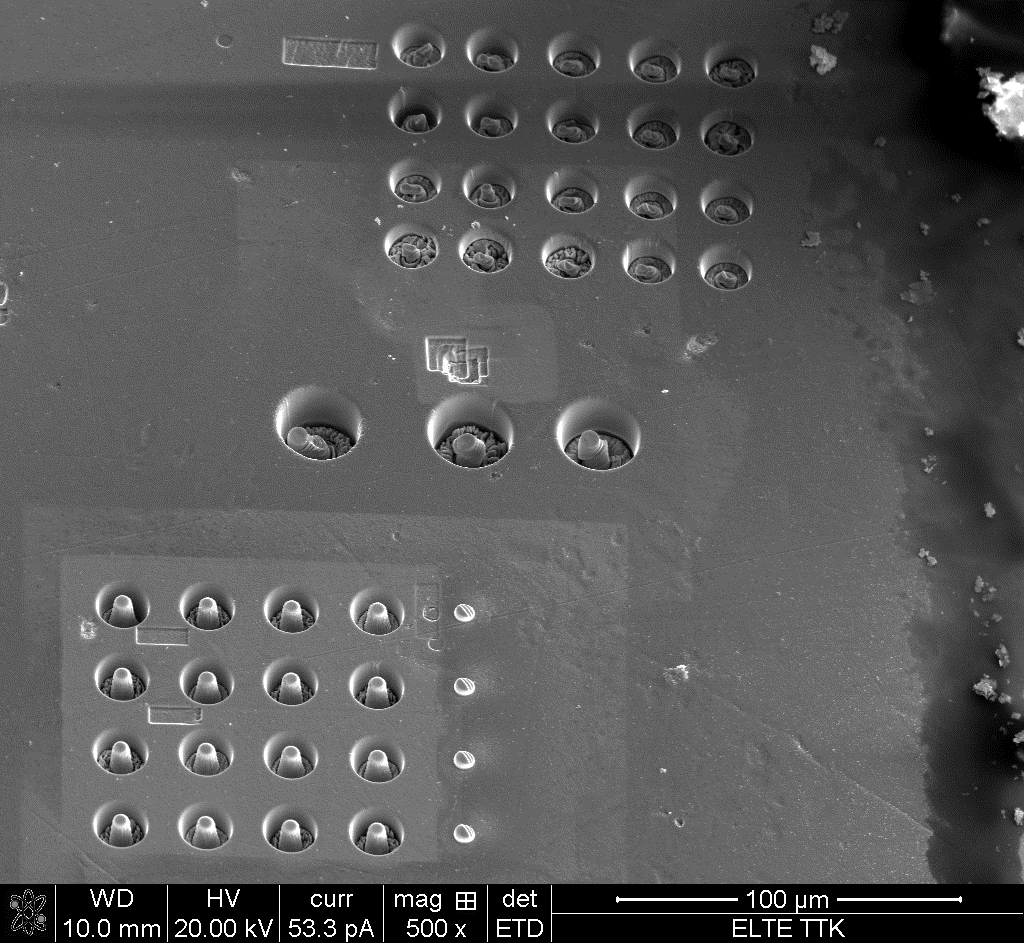 WD HV curr mag det 100 µm
10.0 mm 20.00 kV 53.3 pA 500 x ETD ELTE TTK